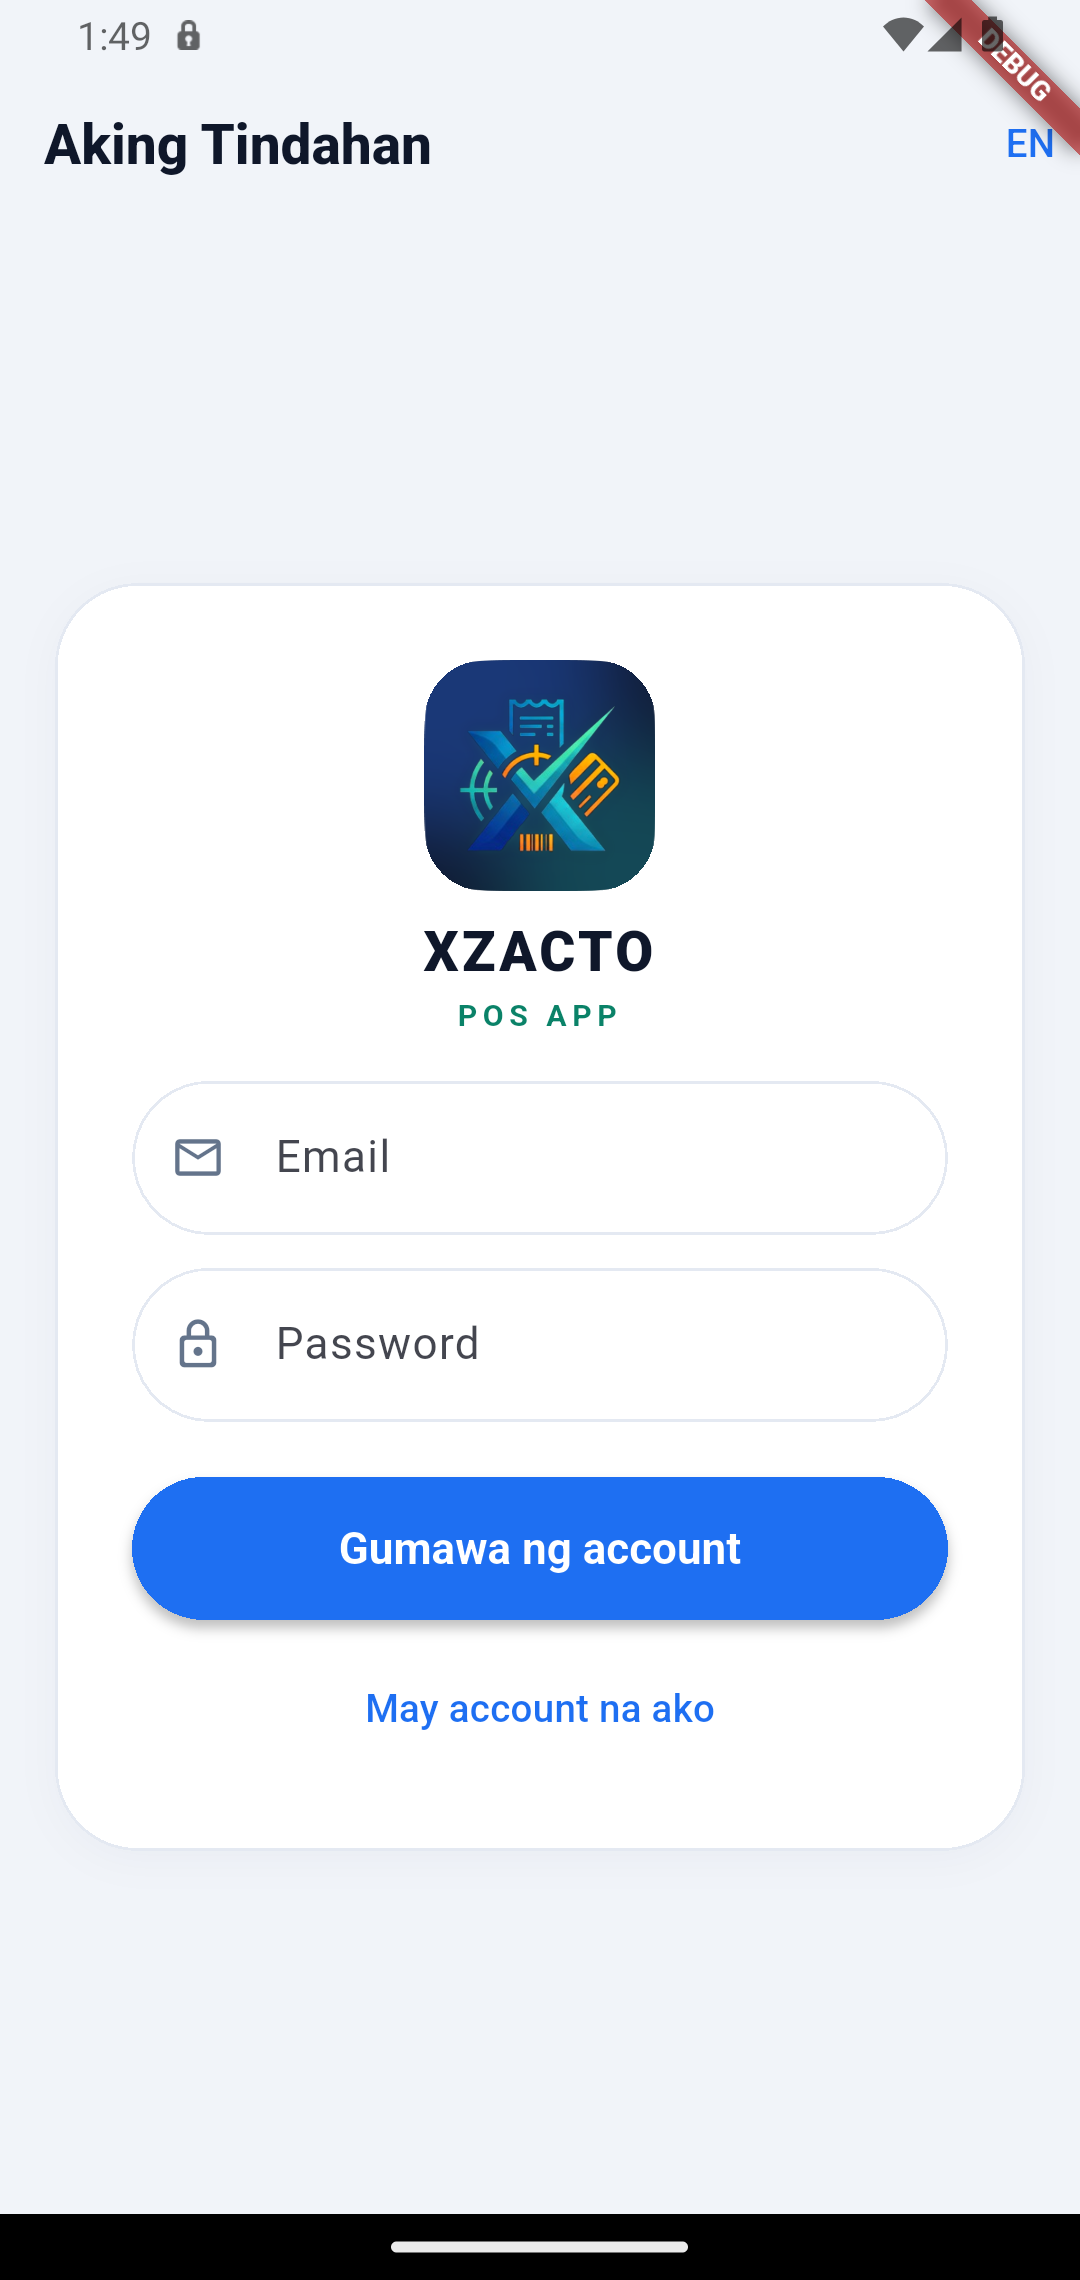 1:49
DEBUG
Aking Tindahan
EN
XZACTO
POS APP
Email
Password
Gumawa ng account
May account na ako